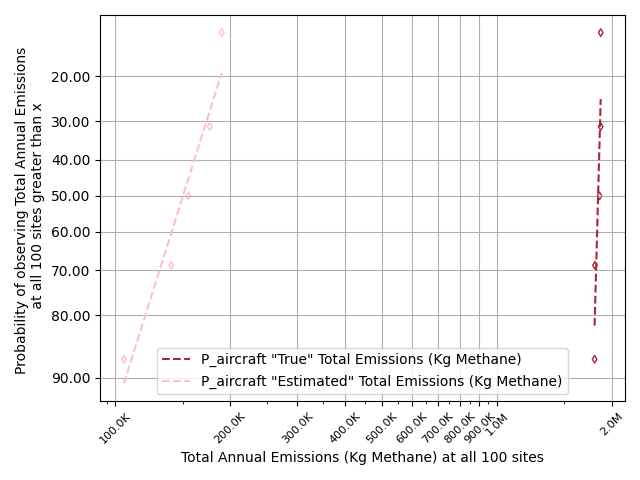 Probability of observing Total Annual Emissions
at all 100 sites greater than x
20.00
30.00
40.00
50.00
60.00
70.00
80.00
90.00
P_aircraft "True" Total Emissions (Kg Methane)
P_aircraft "Estimated" Total Emissions (Kg Methane)
100.0K
200.0K
300.0K
400.0K
500.0K
600.0K
700.0K
800.0K
900.0K
1.0M
2.0M
Total Annual Emissions (Kg Methane) at all 100 sites